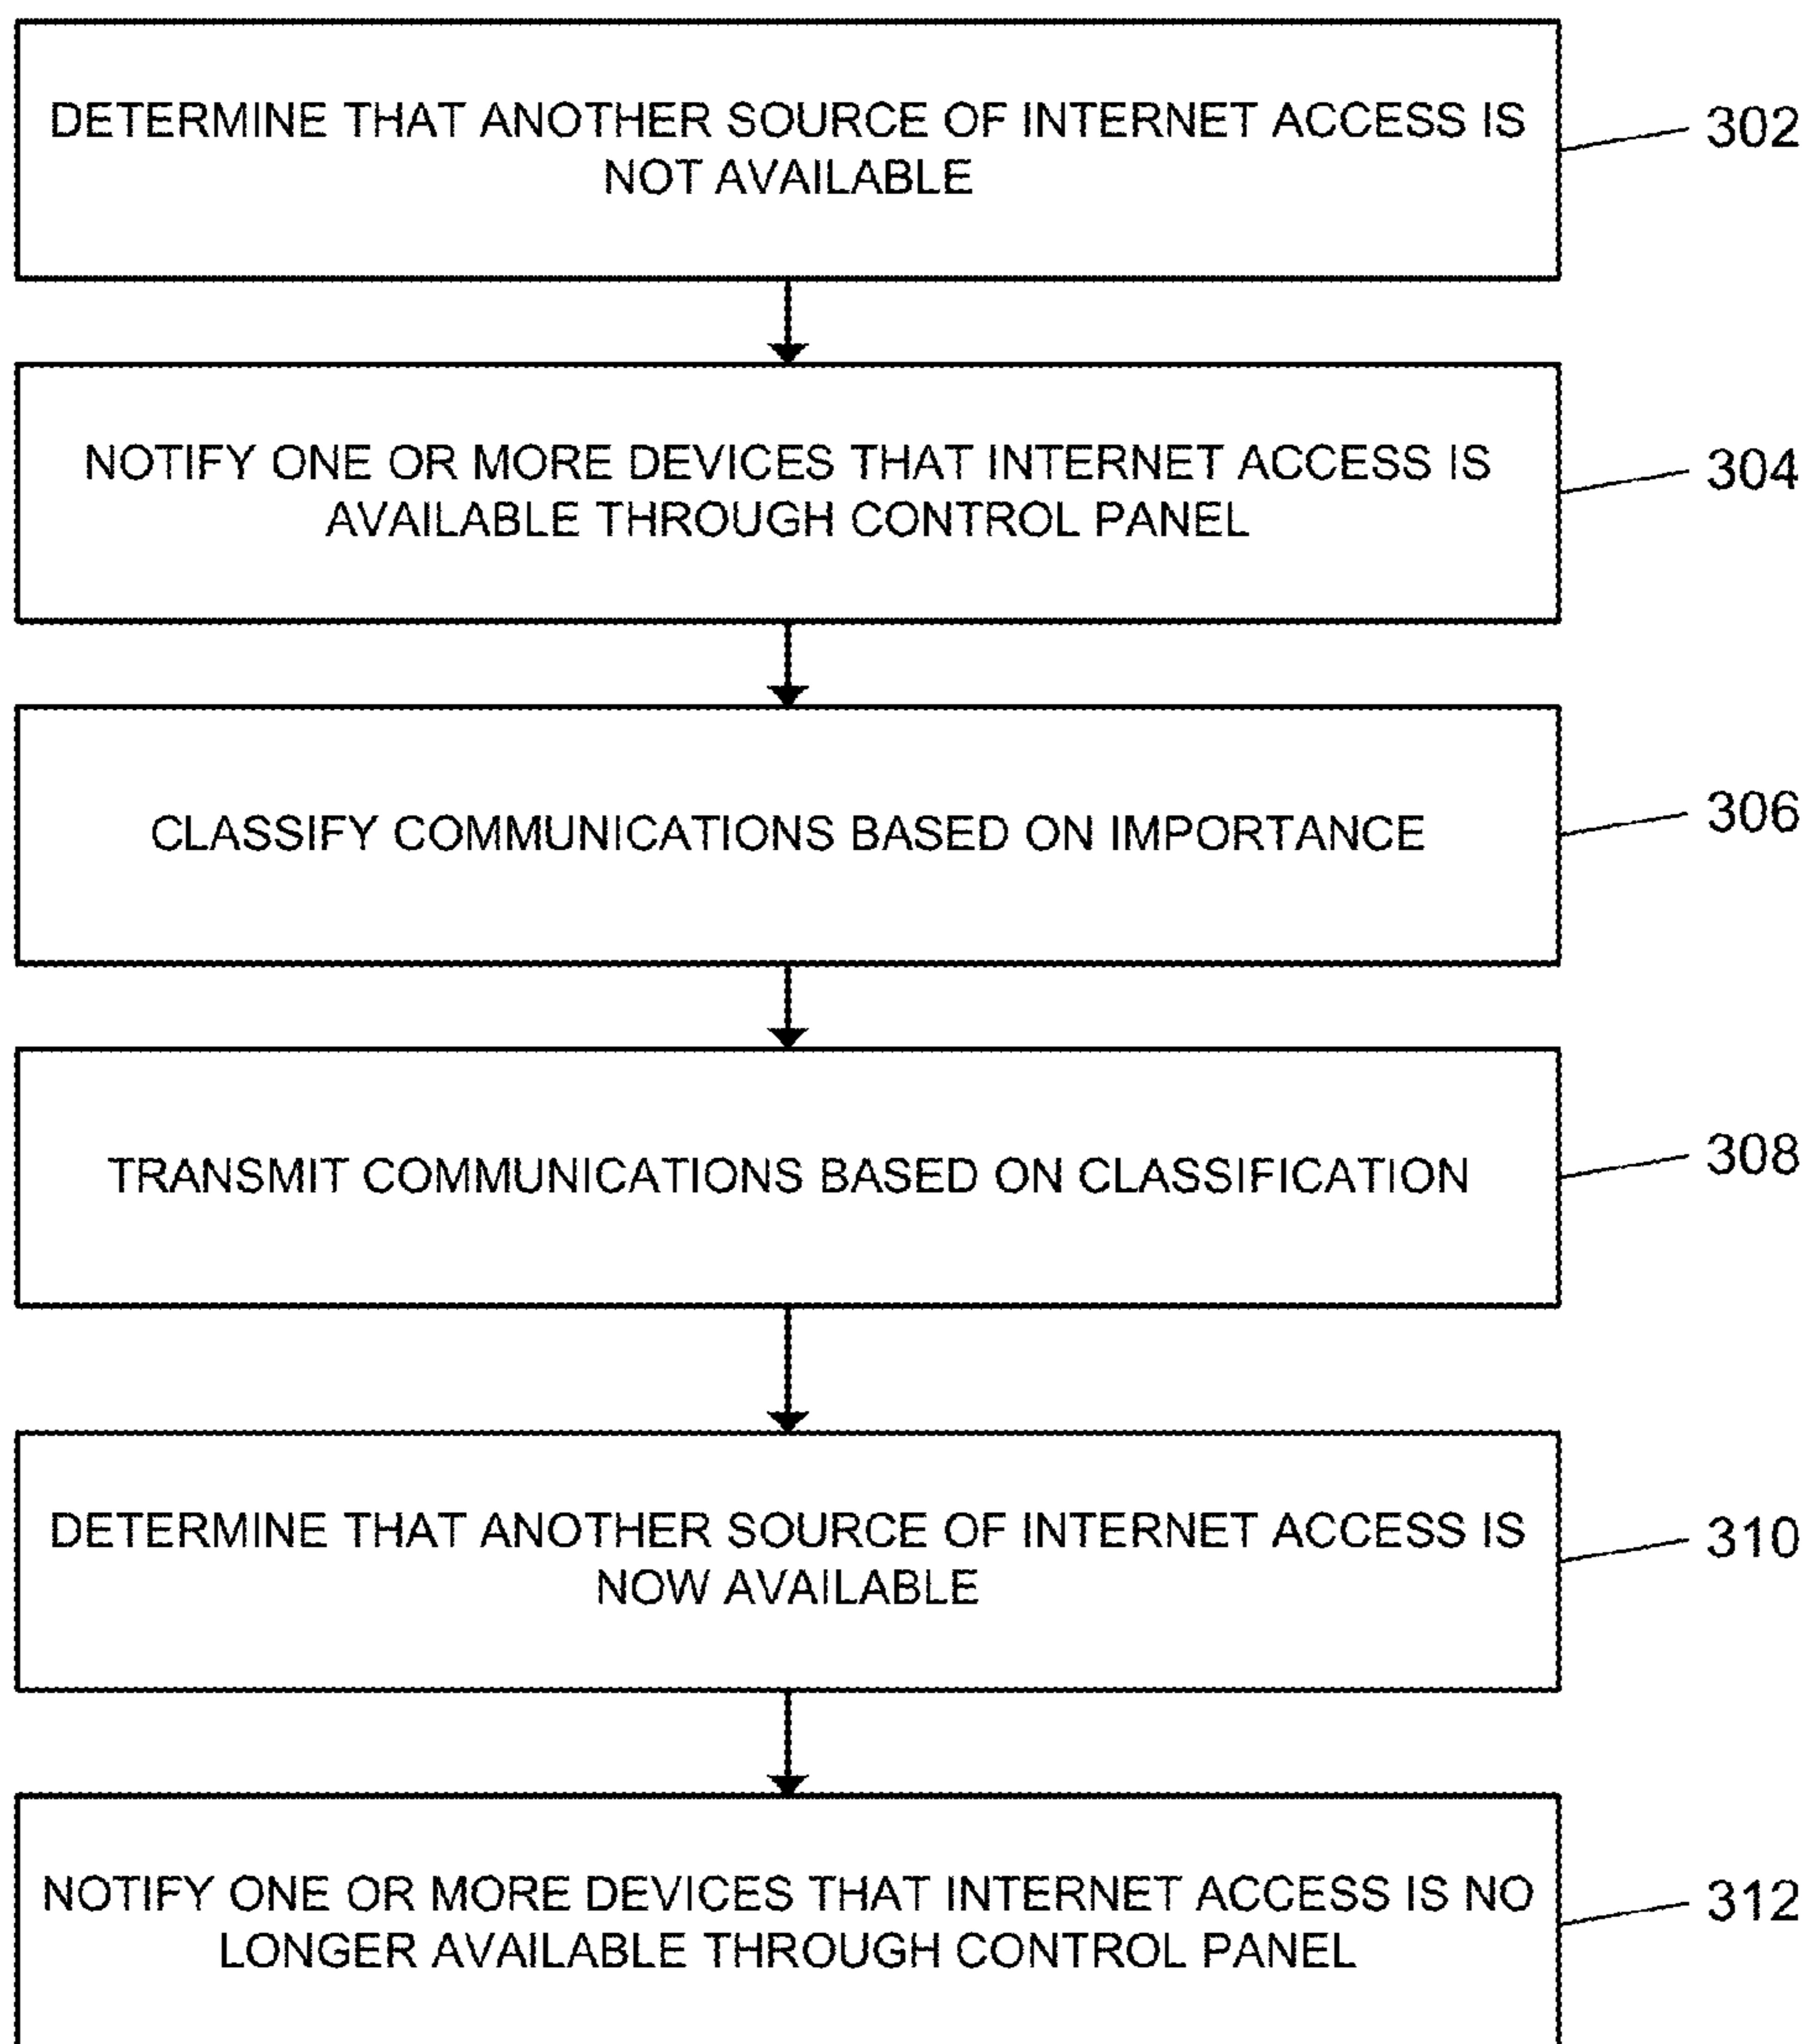 DETERMINE THAT ANOTHER SOURCE OF INTERNET ACCESS IS
NOT AVAILABLE
302
NOTIFY ONE OR MORE DEVICES THAT INTERNET ACCESS IS
AVAILABLE THROUGH CONTROL PANEL
304
CLASSIFY COMMUNICATIONS BASED ON IMPORTANCE
306
TRANSMIT COMMUNICATIONS BASED ON CLASSIFICATION
308
DETERMINE THAT ANOTHER SOURCE OF INTERNET ACCESS IS
NOW AVAILABLE
310
NOTIFY ONE OR MORE DEVICES THAT INTERNET ACCESS IS NO
LONGER AVAILABLE THROUGH CONTROL PANEL
312